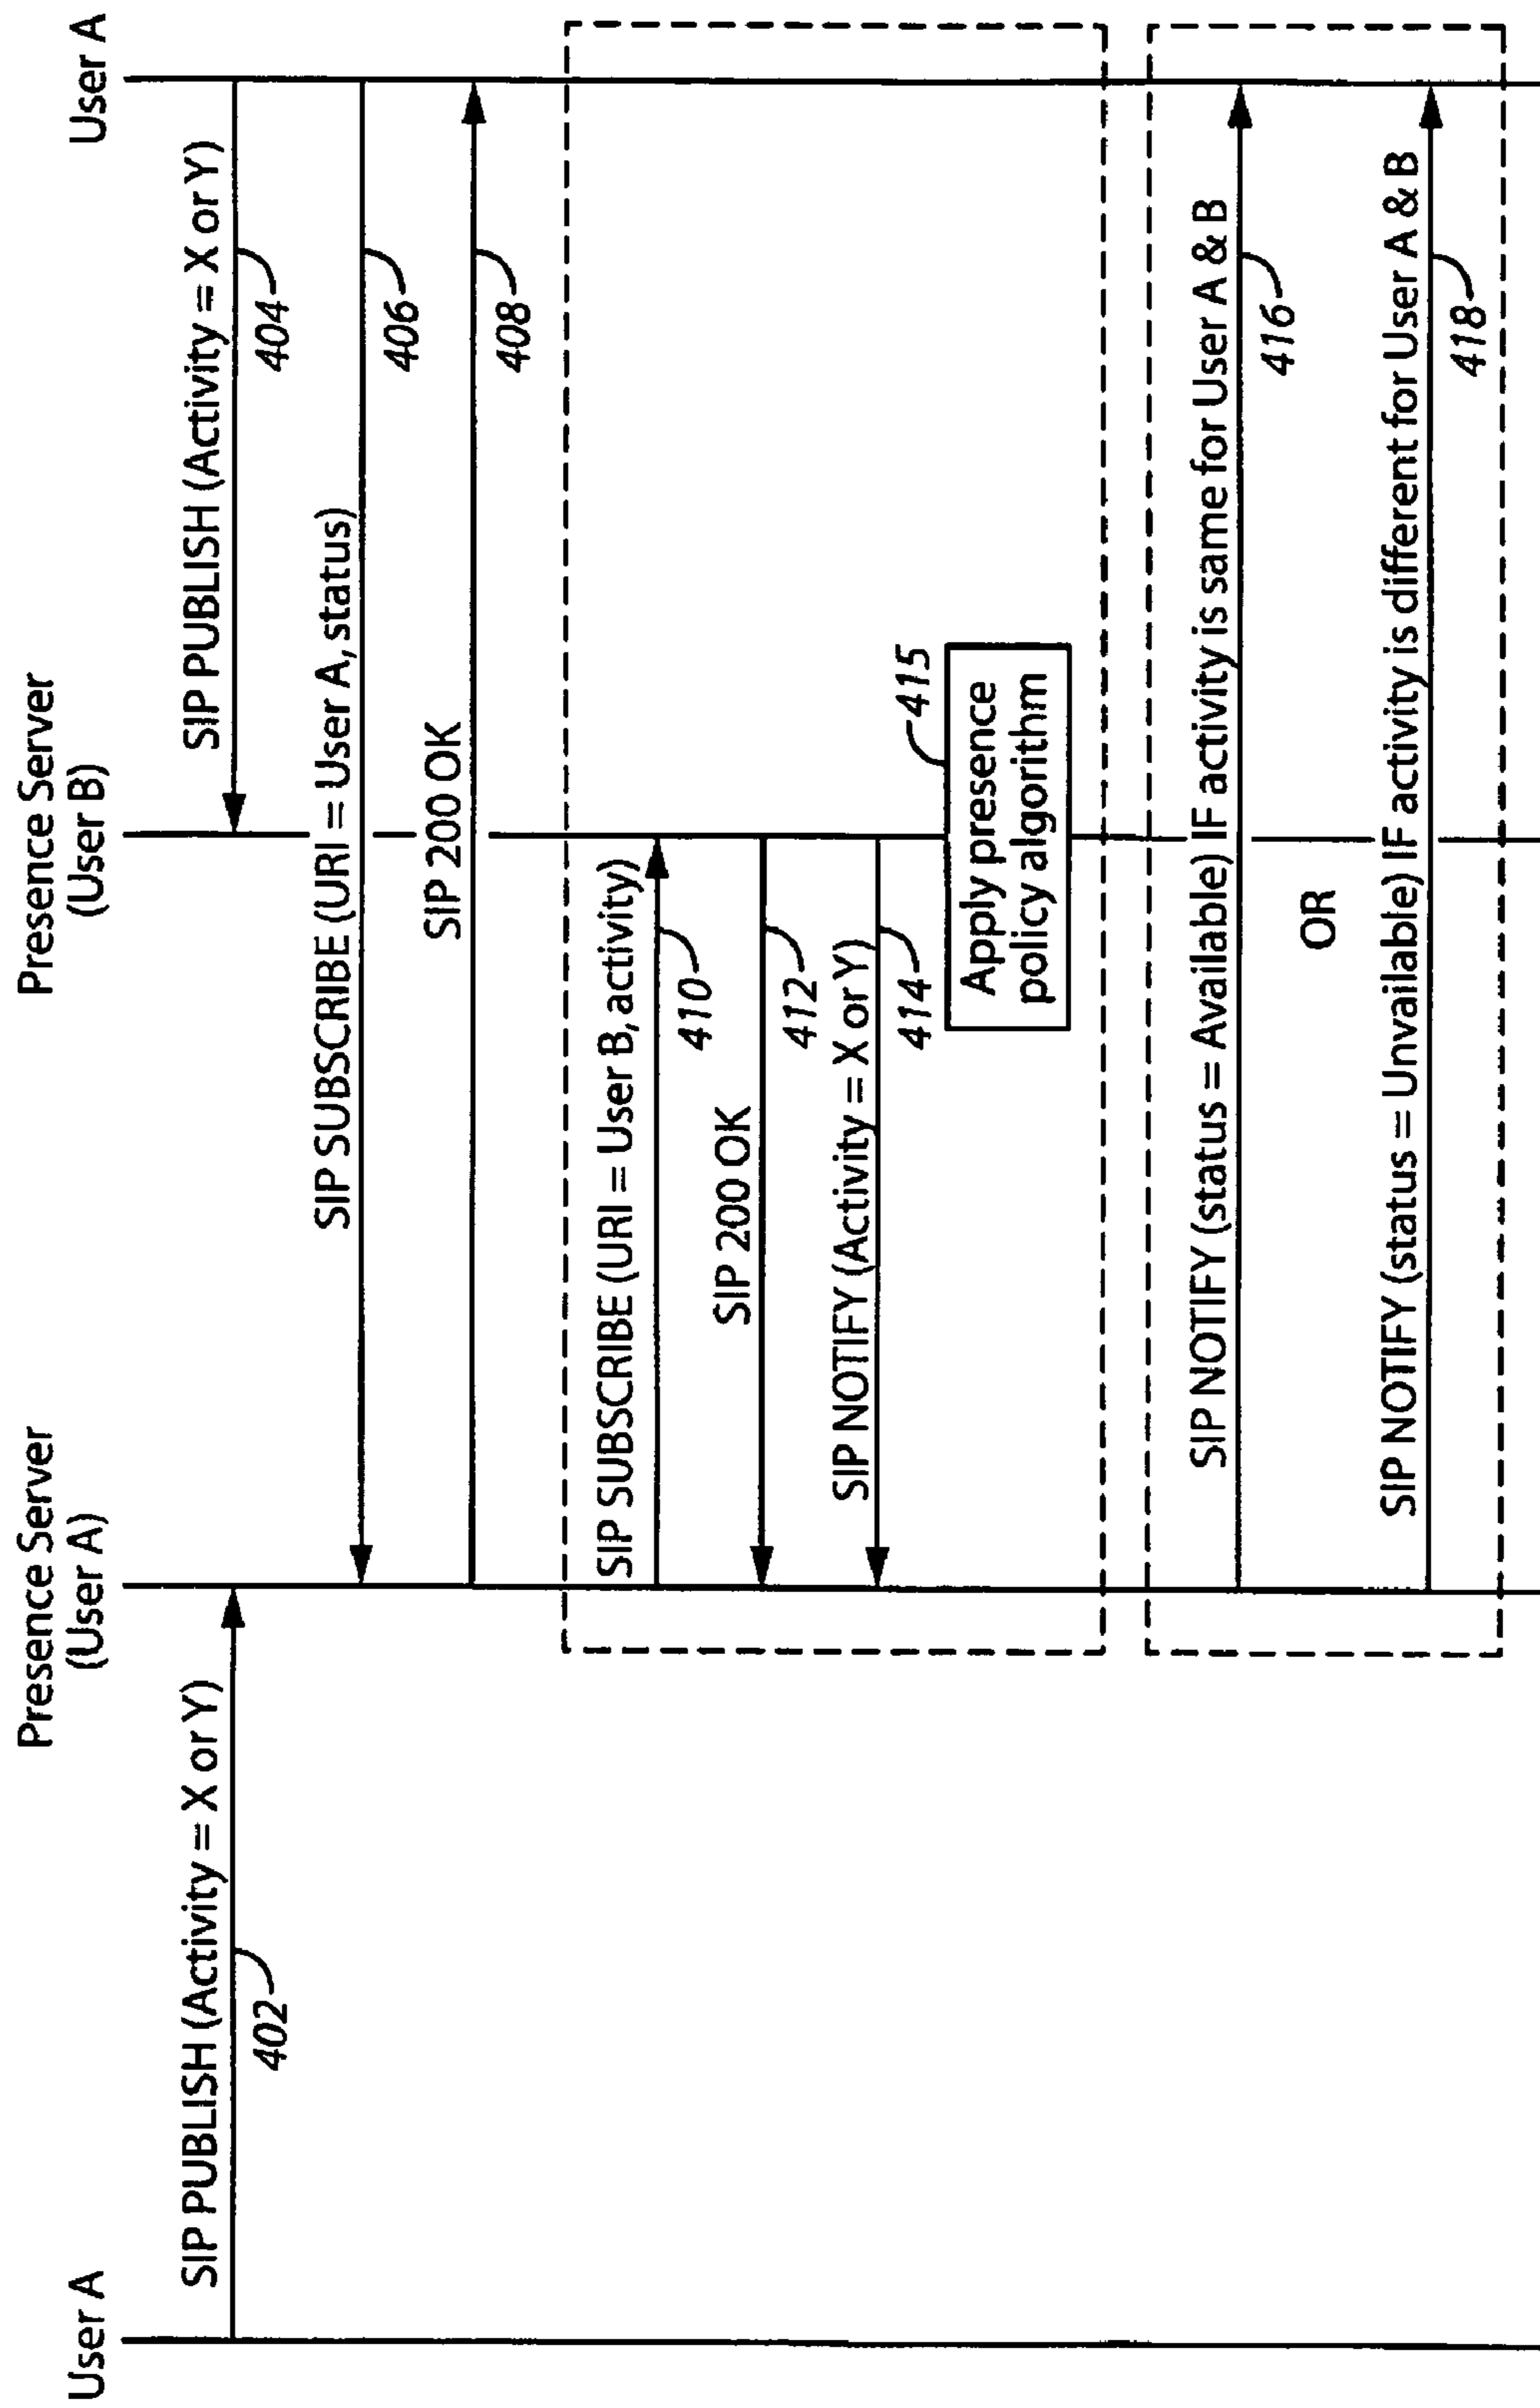 User A
Presence Server
(User A)
Presence Server
(User B)
User A
SIP PUBLISH (Activity = X or Y)
402
SIP PUBLISH (Activity = X or Y)
404
SIP SUBSCRIBE (URI = User A, status)
406
SIP 200 OK
408
SIP SUBSCRIBE (URI = User B, activity)
410
SIP 200 OK
412
SIP NOTIFY (Activity = X or Y)
414
415
Apply presence
policy algorithm
SIP NOTIFY (status = Available) IF activity is same for User A & B
416
OR
SIP NOTIFY (status = Unvailable) IF activity is different for User A & B
418